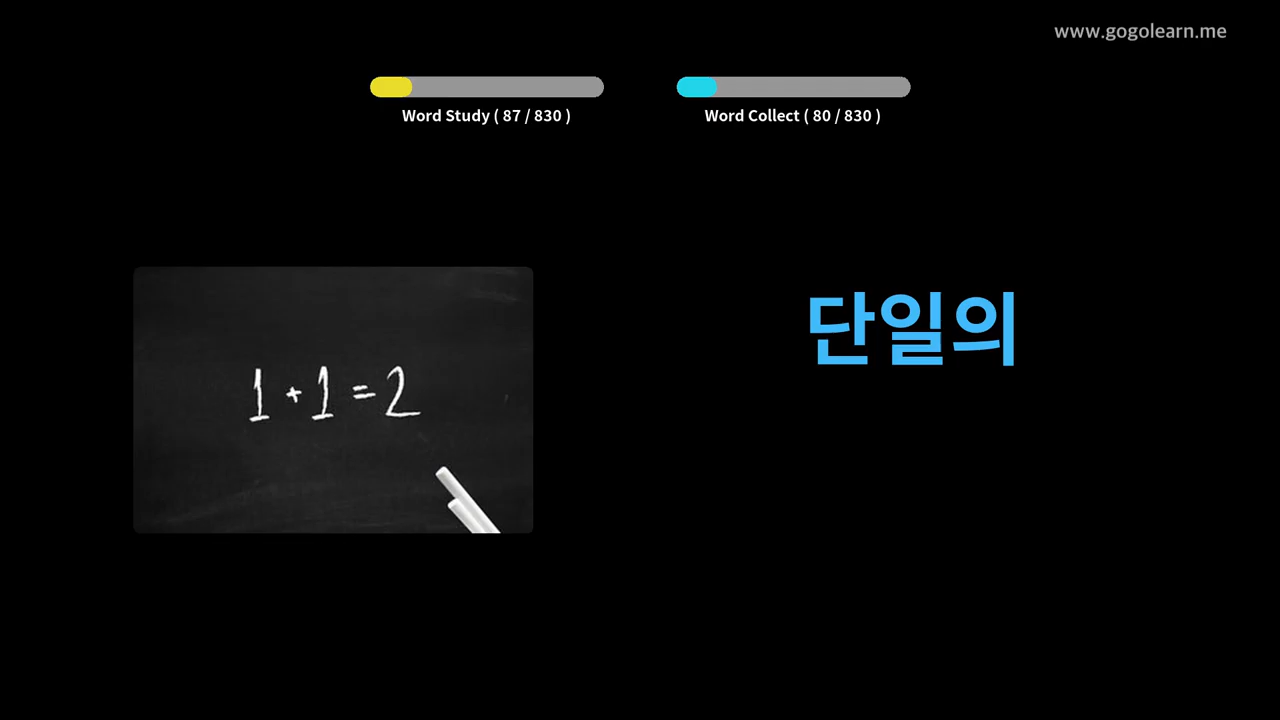 www.gogolearn.me
Word Study ( 87 / 830 )
Word Collect ( 80 / 830 )
단일의
1 + 1 = 2